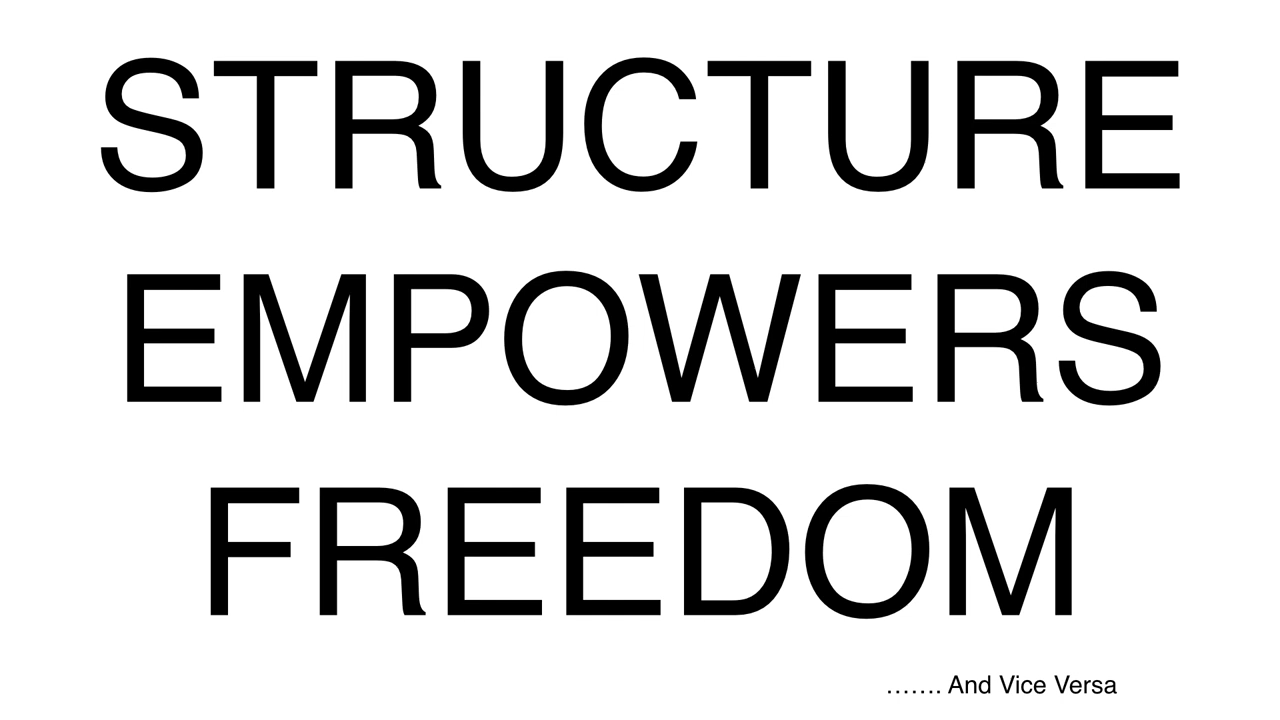 STRUCTURE
EMPOWERS
FREEDOM
....... And Vice Versa